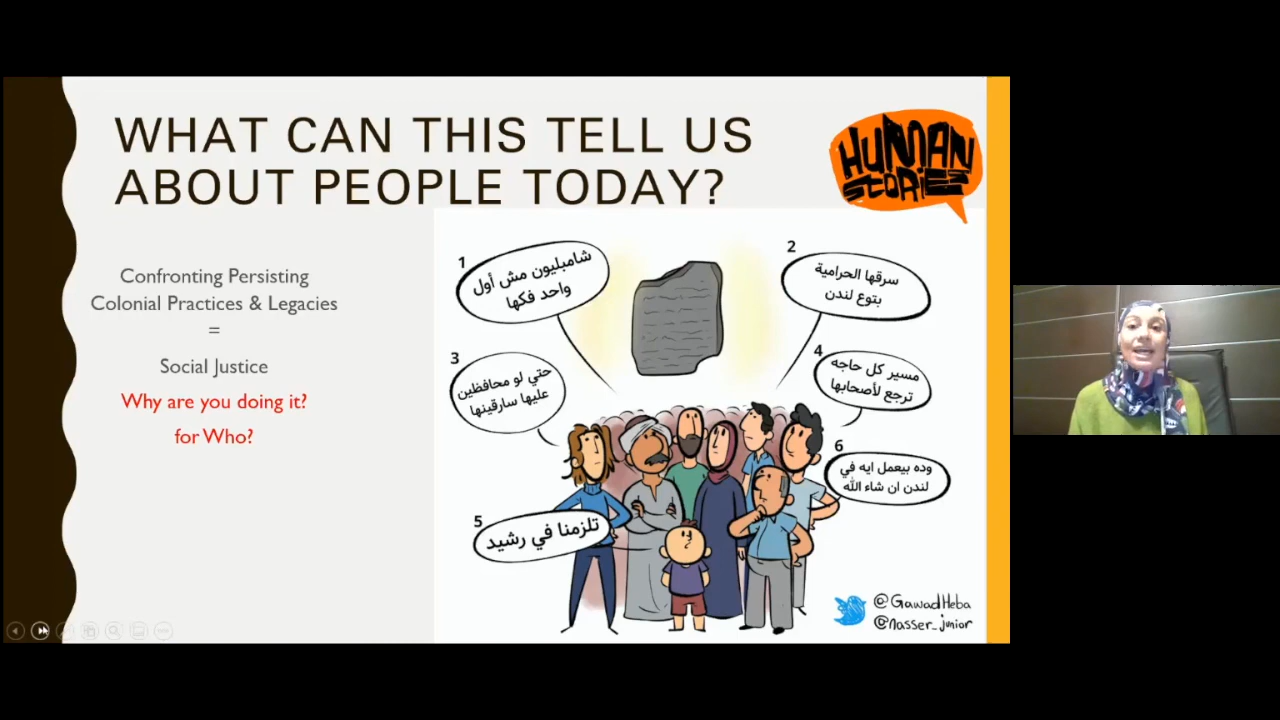 WHAT CAN THIS TELL US
ABOUT PEOPLE TODAY?
HUMAN
STORIES
Confronting Persisting
Colonial Practices & Legacies
=
Social Justice
Why are you doing it?
for Who?
1
شامبليون مش أول
واحد فكها
2
سرقها الحرامية
بتوع لندن
3
حتي لو محافظين
عليها سارقينها
4
مسير كل حاجه
ترجع لأصحابها
5
تلزمنا في رشيد
6
وده بيعمل ايه في
لندن ان شاء الله
@GawadHeba
@nasser_junior